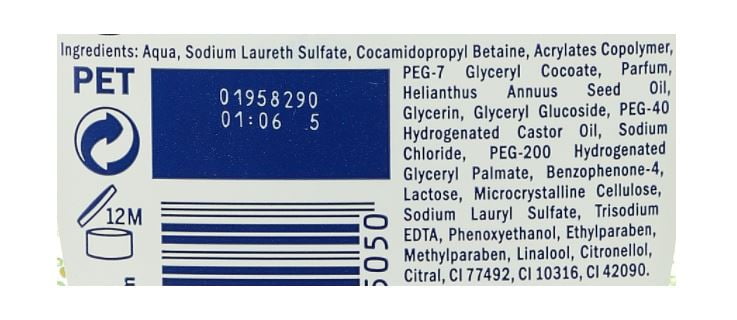 Ingredients: Aqua, Sodium Laureth Sulfate, Cocamidopropyl Betaine, Acrylates Copolymer,
PEG-7 Glyceryl Cocoate, Parfum,
Helianthus Annuus Seed Oil,
Glycerin, Glyceryl Glucoside, PEG-40
Hydrogenated Castor Oil, Sodium
Chloride, PEG-200 Hydrogenated
Glyceryl Palmate, Benzophenone-4,
Lactose, Microcrystalline Cellulose,
Sodium Lauryl Sulfate, Trisodium
EDTA, Phenoxyethanol, Ethylparaben,
Methylparaben, Linalool, Citronellol,
Citral, CI 77492, CI 10316, CI 42090.
PET
01958290
01:06 5
12M
5050